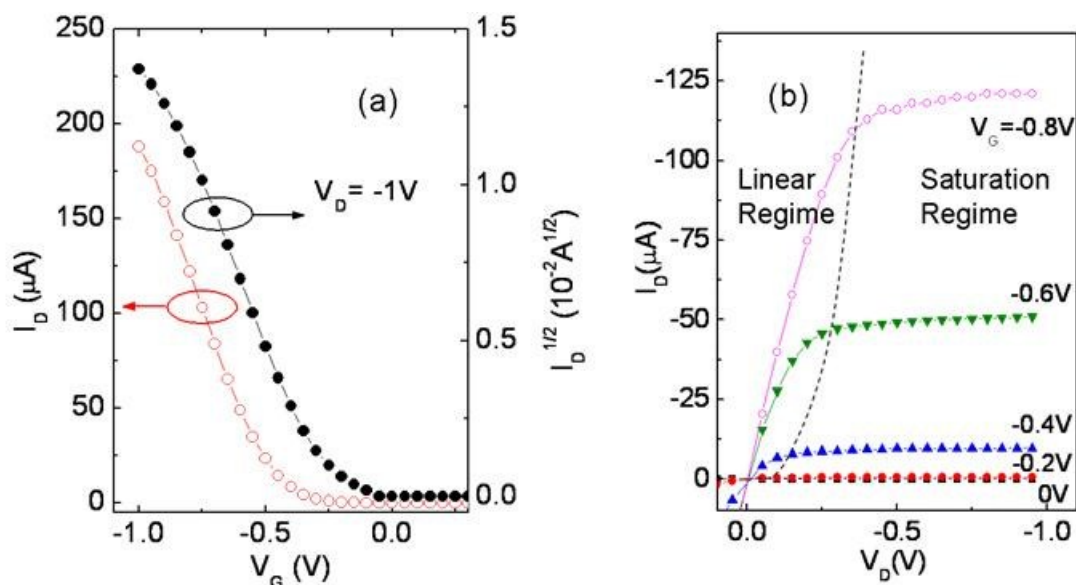 (a)
250
200
150
100
50
0
I_D (μA)
1.5
1.0
0.5
0.0
I_D^{1/2} (10^{-2}A^{1/2})
V_D = -1V
-1.0 -0.5 0.0
V_G (V)
(b)
-125
-100
-75
-50
-25
0
I_D(μA)
V_G=-0.8V
Linear Regime
Saturation Regime
-0.6V
-0.4V
-0.2V
0V
0.0 -0.5 -1.0
V_D(V)